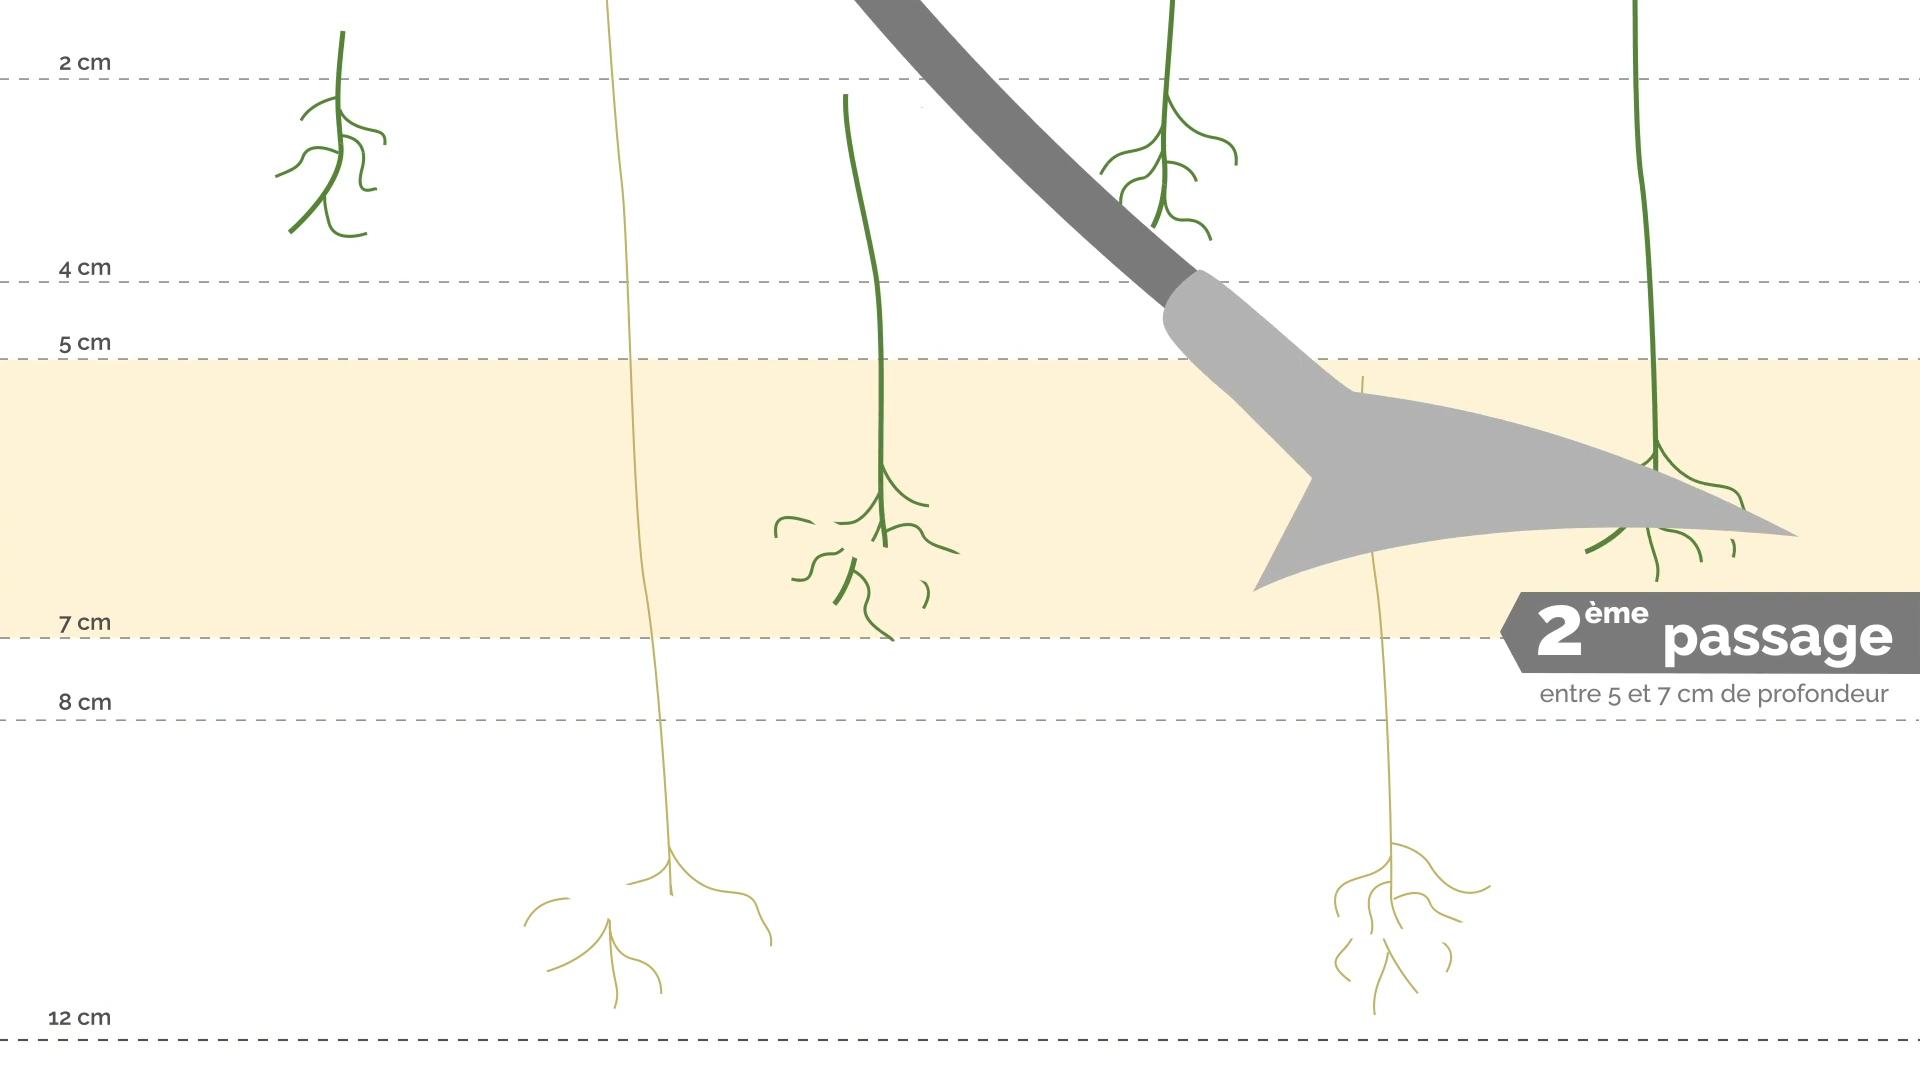 2 cm
4 cm
5 cm
7 cm
2ème passage
entre 5 et 7 cm de profondeur
8 cm
12 cm